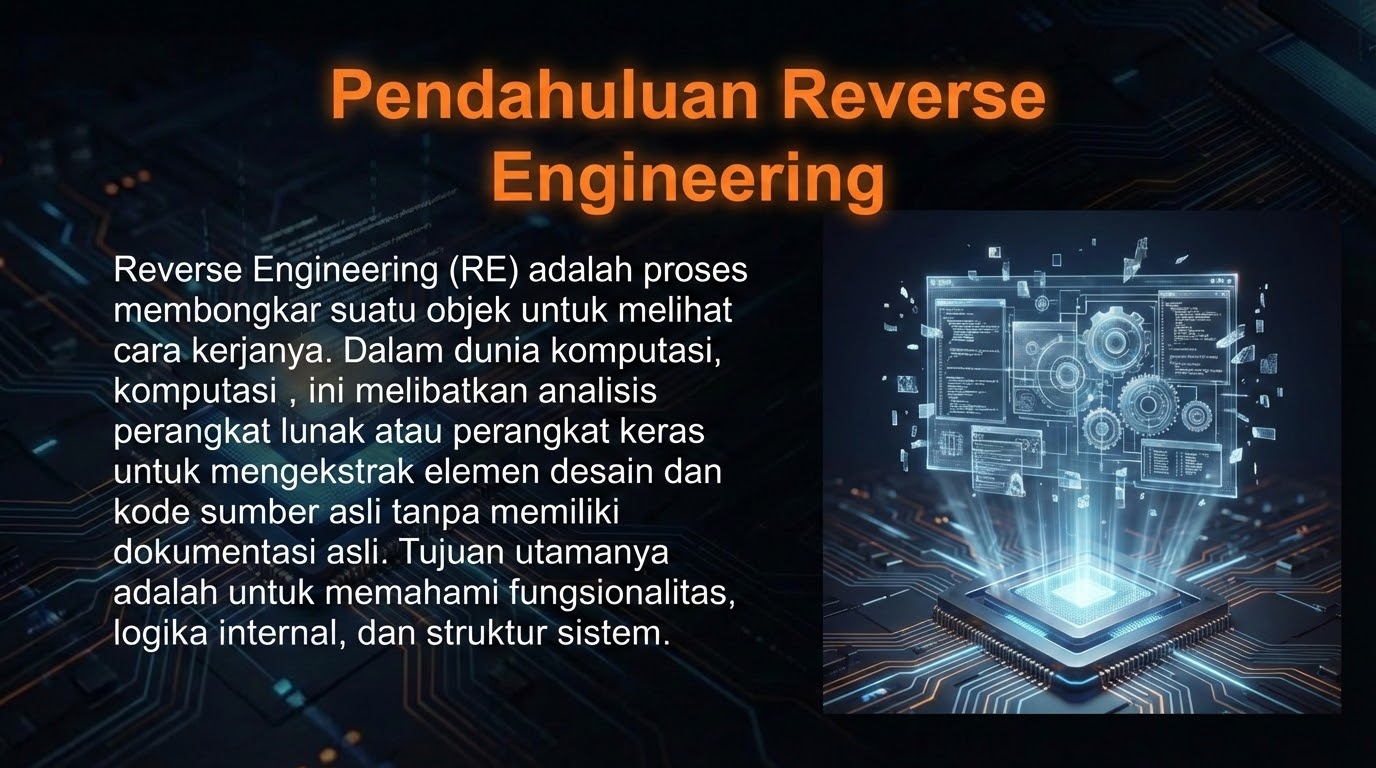 Pendahuluan Reverse
Engineering
Reverse Engineering (RE) adalah proses
membongkar suatu objek untuk melihat
cara kerjanya. Dalam dunia komputasi,
komputasi , ini melibatkan analisis
perangkat lunak atau perangkat keras
untuk mengekstrak elemen desain dan
kode sumber asli tanpa memiliki
dokumentasi asli. Tujuan utamanya
adalah untuk memahami fungsionalitas,
logika internal, dan struktur sistem.